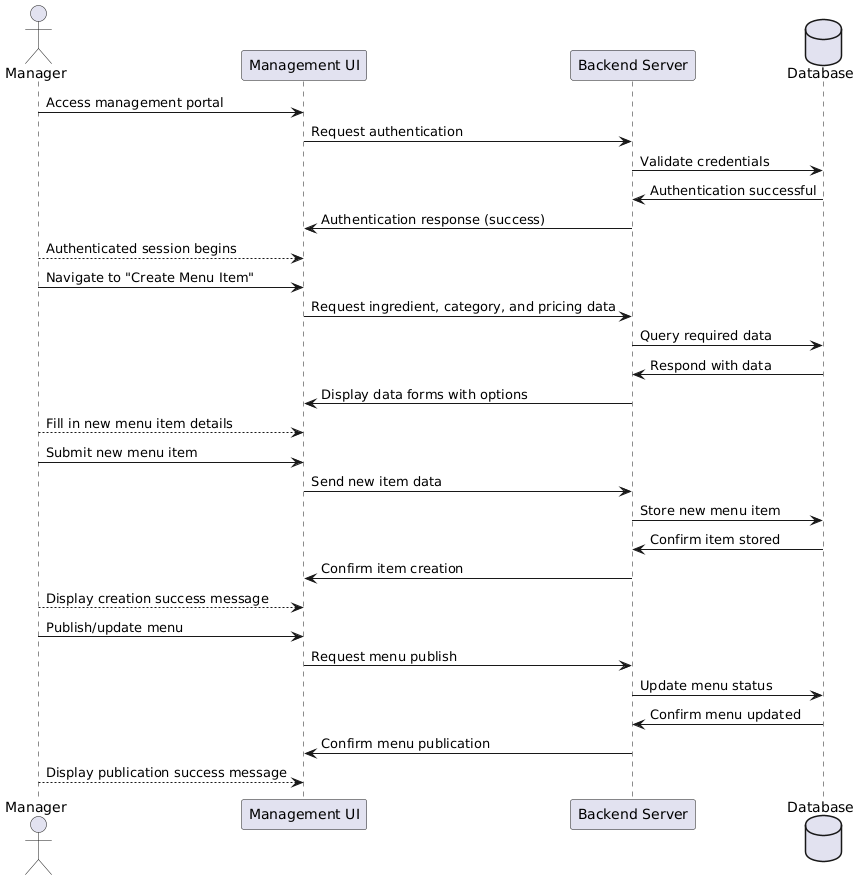 Manager
Management UI
Backend Server
Database
Access management portal
Request authentication
Validate credentials
Authentication successful
Authentication response (success)
Authenticated session begins
Navigate to "Create Menu Item"
Request ingredient, category, and pricing data
Query required data
Respond with data
Display data forms with options
Fill in new menu item details
Submit new menu item
Send new item data
Store new menu item
Confirm item stored
Confirm item creation
Display creation success message
Publish/update menu
Request menu publish
Update menu status
Confirm menu updated
Confirm menu publication
Display publication success message
Manager
Management UI
Backend Server
Database